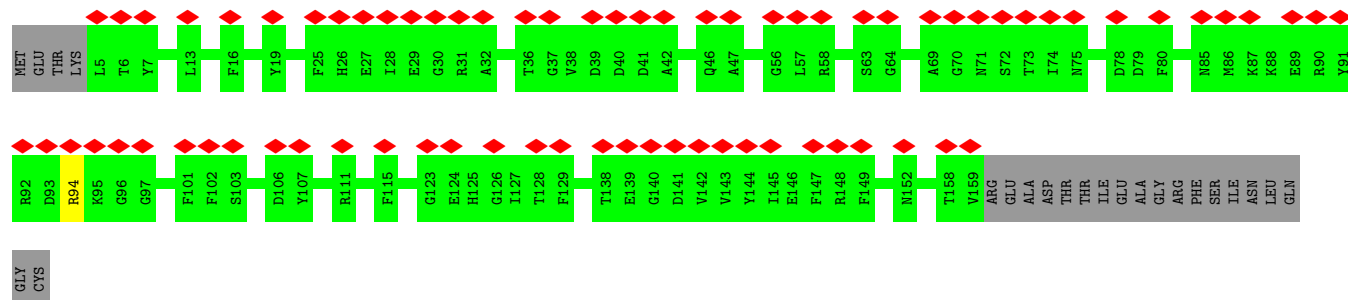 MET GLU THR LYS L5 T6 Y7 L13 F16 Y19 F25 H26 E27 I28 E29 G30 R31 A32 T36 G37 V38 D39 D40 D41 A42 Q46 A47 G56 L57 R58 S63 G64 A69 G70 N71 S72 T73 I74 N75 D78 D79 F80 N85 M86 K87 K88 E89 R90 Y91
R92 D93 R94 K95 G96 G97 F101 F102 S103 D106 Y107 R111 F115 G123 E124 H125 G126 I127 T128 F129 T138 E139 G140 D141 V142 V143 Y144 I145 E146 F147 R148 F149 N152 T158 V159 ARG GLU ALA ASP THR THR ILE GLU ALA GLY ARG PHE SER ILE ASN LEU GLN
GLY CYS